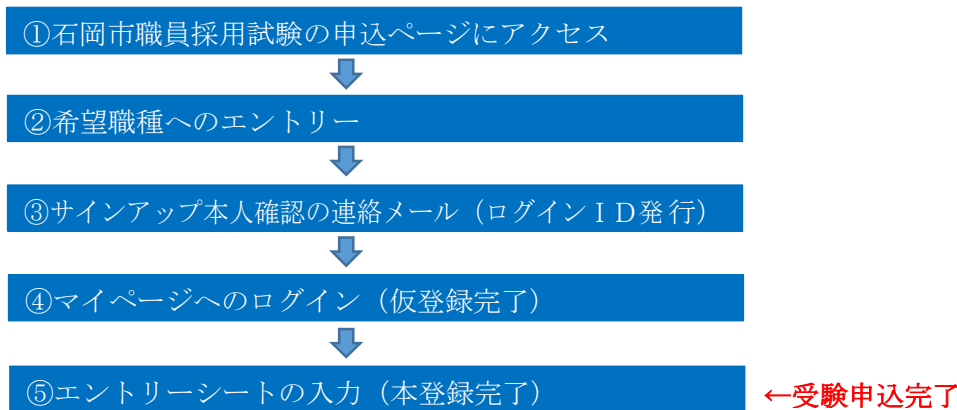 ①石岡市職員採用試験の申込ページにアクセス
②希望職種へのエントリー
③サインアップ本人確認の連絡メール（ログインＩＤ発行）
④マイページへのログイン（仮登録完了）
⑤エントリーシートの入力（本登録完了）
←受験申込完了